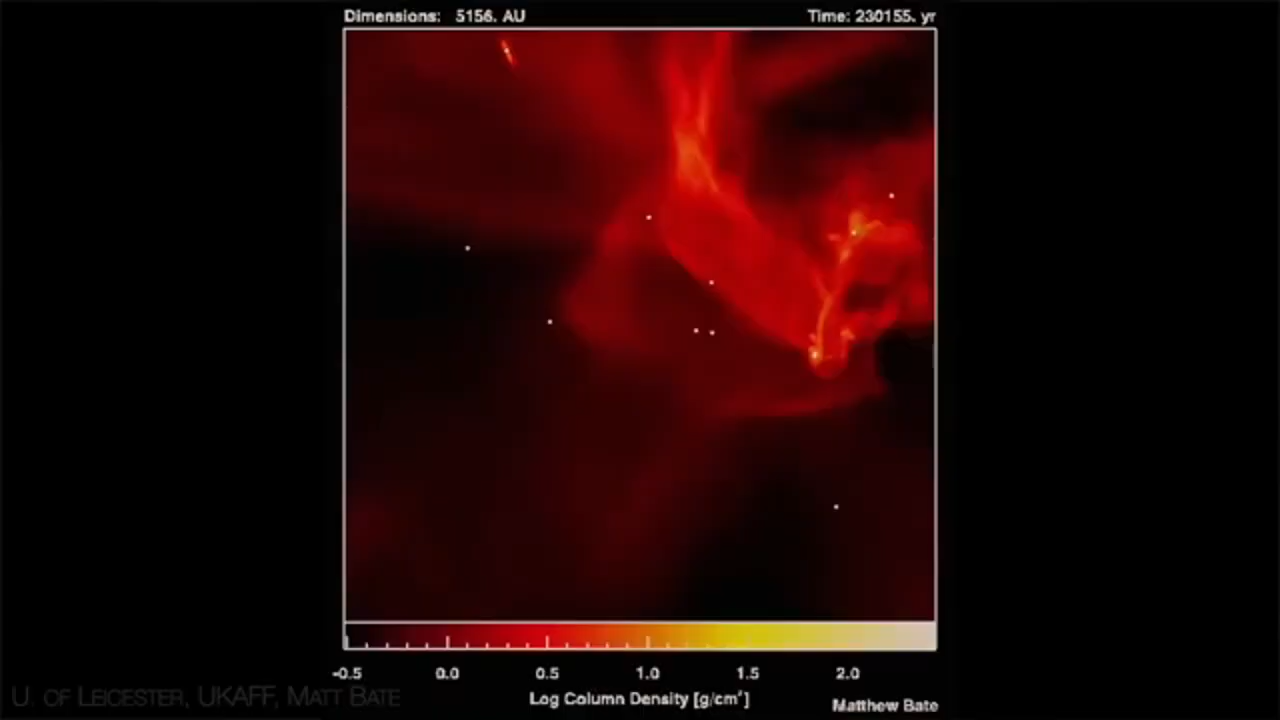 Dimensions: 5156. AU
Time: 230155. yr
-0.5 0.0 0.5 1.0 1.5 2.0
Log Column Density [g/cm²]
U. OF LEICESTER, UKAFF, MATT BATE
Matthew Bate